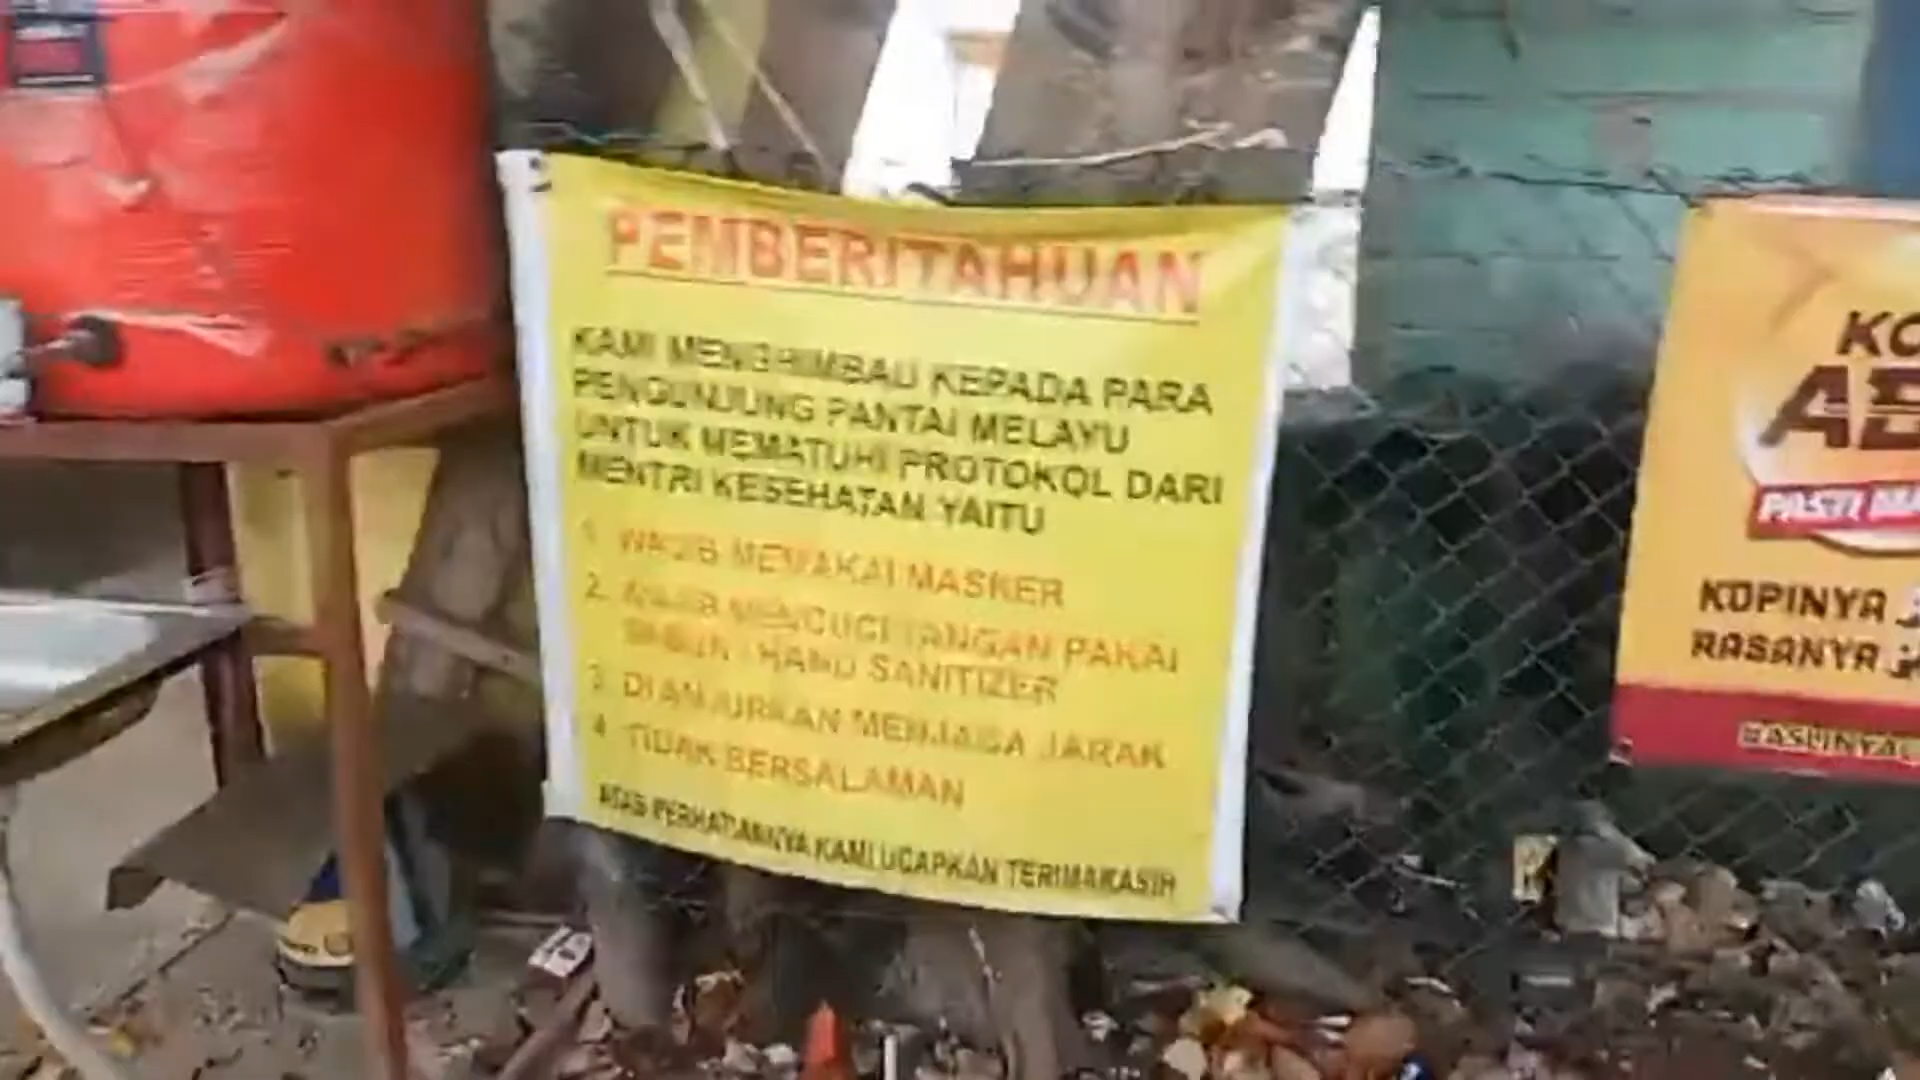 PEMBERITAHUAN
KAMI MENGHIMBAU KEPADA PARA
PENGUNJUNG PANTAI MELAYU
UNTUK MEMATUHI PROTOKOL DARI
MENTRI KESEHATAN YAITU
1. WAJIB MEMAKAI MASKER
2. WAJIB MENCUCI TANGAN PAKAI
SABUN / HAND SANITIZER
3. DI ANJURKAN MENJAGA JARAK
4. TIDAK BERSALAMAN
ATAS PERHATIANNYA KAMI UCAPKAN TERIMAKASIH
KO
AB
PASTI
KOPINYA
RASANYA